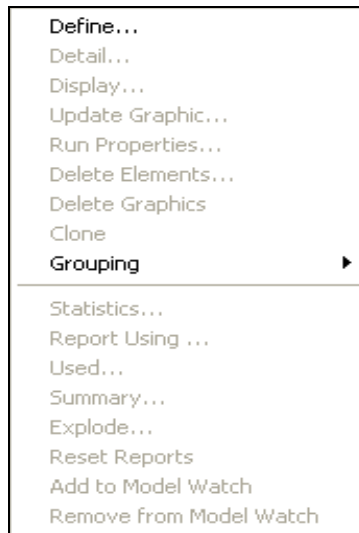 Define...
Detail...
Display...
Update Graphic...
Run Properties...
Delete Elements...
Delete Graphics
Clone
Grouping
Statistics...
Report Using ...
Used...
Summary...
Explode...
Reset Reports
Add to Model Watch
Remove from Model Watch